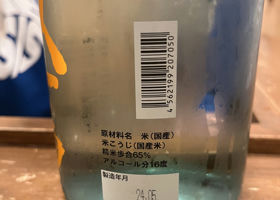 4562199207050
原材料名 米(国産)
米こうじ(国産米)
精米歩合65%
アルコール分16度
製造年月
24.05